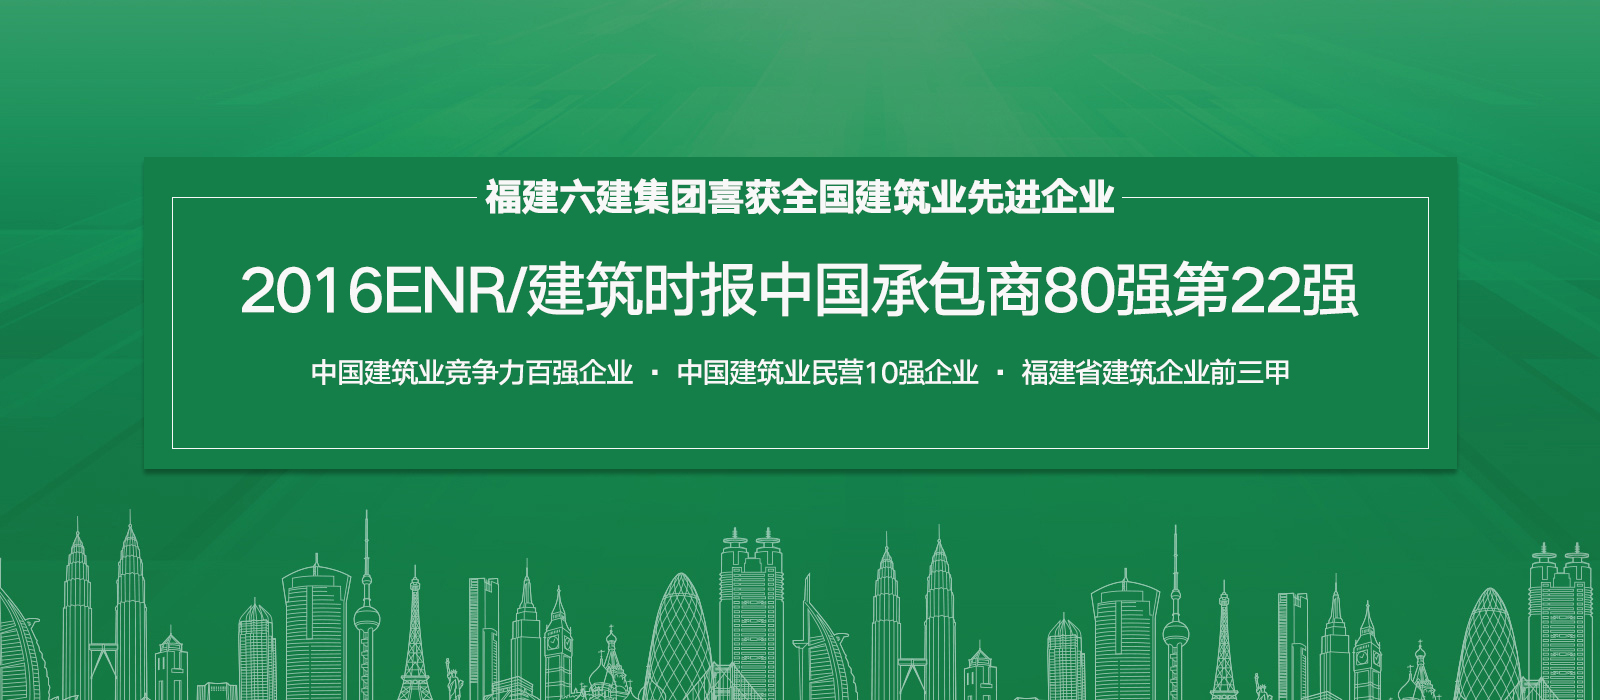 福建六建集团喜获全国建筑业先进企业
2016ENR/建筑时报中国承包商80强第22强
中国建筑业竞争力百强企业 · 中国建筑业民营10强企业 · 福建省建筑企业前三甲